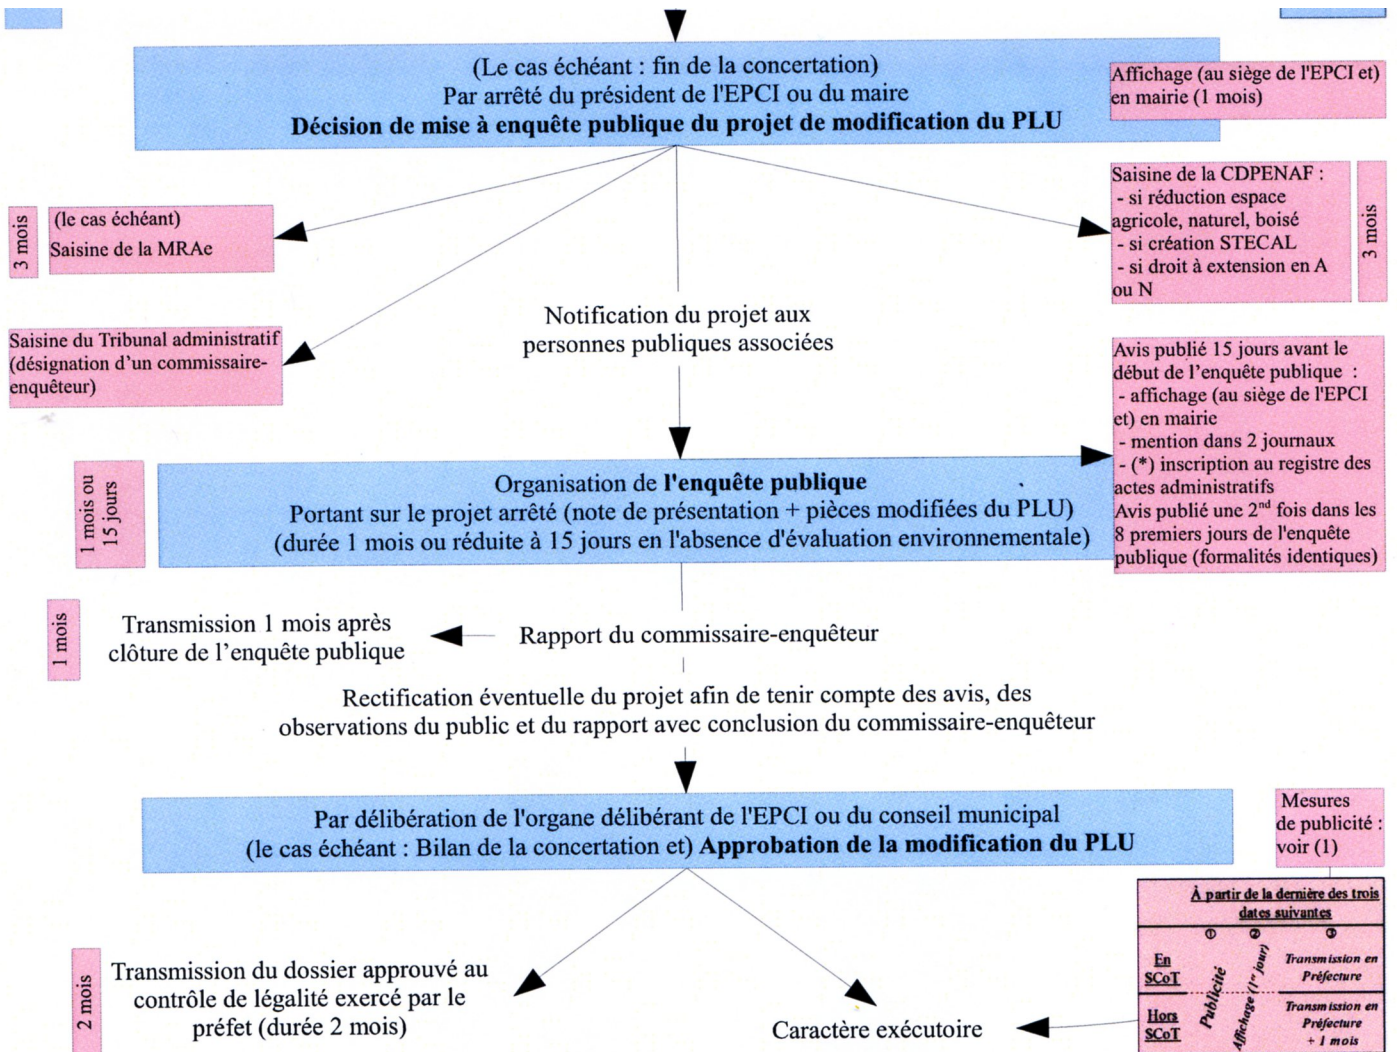 (Le cas échéant : fin de la concertation)
Par arrêté du président de l'EPCI ou du maire
Décision de mise à enquête publique du projet de modification du PLU
Affichage (au siège de l'EPCI et)
en mairie (1 mois)
3 mois
(le cas échéant)
Saisine de la MRAe
Saisine de la CDPENAF :
- si réduction espace
agricole, naturel, boisé
- si création STECAL
- si droit à extension en A
ou N
3 mois
Notification du projet aux
personnes publiques associées
Saisine du Tribunal administratif
(désignation d’un commissaire-
enquêteur)
Avis publié 15 jours avant le
début de l’enquête publique :
- affichage (au siège de l'EPCI
et) en mairie
- mention dans 2 journaux
- (*) inscription au registre des
actes administratifs
Avis publié une 2nd fois dans les
8 premiers jours de l'enquête
publique (formalités identiques)
1 mois ou
15 jours
Organisation de l'enquête publique
Portant sur le projet arrêté (note de présentation + pièces modifiées du PLU)
(durée 1 mois ou réduite à 15 jours en l'absence d'évaluation environnementale)
1 mois
Transmission 1 mois après
clôture de l’enquête publique
Rapport du commissaire-enquêteur
Rectification éventuelle du projet afin de tenir compte des avis, des
observations du public et du rapport avec conclusion du commissaire-enquêteur
Par délibération de l'organe délibérant de l'EPCI ou du conseil municipal
(le cas échéant : Bilan de la concertation et) Approbation de la modification du PLU
Mesures
de publicité :
voir (1)
2 mois
Transmission du dossier approuvé au
contrôle de légalité exercé par le
préfet (durée 2 mois)
Caractère exécutoire
À partir de la dernière des trois
dates suivantes
① ② ③
En
SCoT
Publicité
Affichage (1er jour)
Transmission en
Préfecture
Hors
SCoT
Transmission en
Préfecture
+ 1 mois